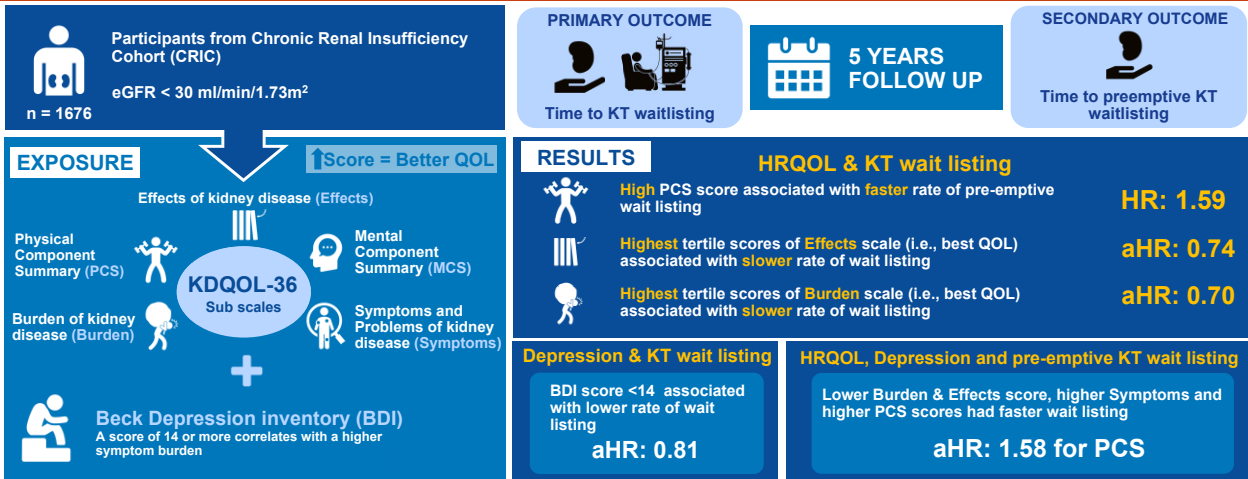 Participants from Chronic Renal Insufficiency
Cohort (CRIC)
eGFR < 30 ml/min/1.73m²
n = 1676
PRIMARY OUTCOME
Time to KT waitlisting
5 YEARS
FOLLOW UP
SECONDARY OUTCOME
Time to preemptive KT
waitlisting
EXPOSURE
⬆Score = Better QOL
Effects of kidney disease (Effects)
Physical
Component
Summary (PCS)
Mental
Component
Summary (MCS)
KDQOL-36
Sub scales
Burden of kidney
disease (Burden)
Symptoms and
Problems of kidney
disease (Symptoms)
+
Beck Depression inventory (BDI)
A score of 14 or more correlates with a higher
symptom burden
RESULTS
HRQOL & KT wait listing
High PCS score associated with faster rate of pre-emptive
wait listing
HR: 1.59
Highest tertile scores of Effects scale (i.e., best QOL)
associated with slower rate of wait listing
aHR: 0.74
Highest tertile scores of Burden scale (i.e., best QOL)
associated with slower rate of wait listing
aHR: 0.70
Depression & KT wait listing
BDI score <14 associated
with lower rate of wait
listing
aHR: 0.81
HRQOL, Depression and pre-emptive KT wait listing
Lower Burden & Effects score, higher Symptoms and
higher PCS scores had faster wait listing
aHR: 1.58 for PCS